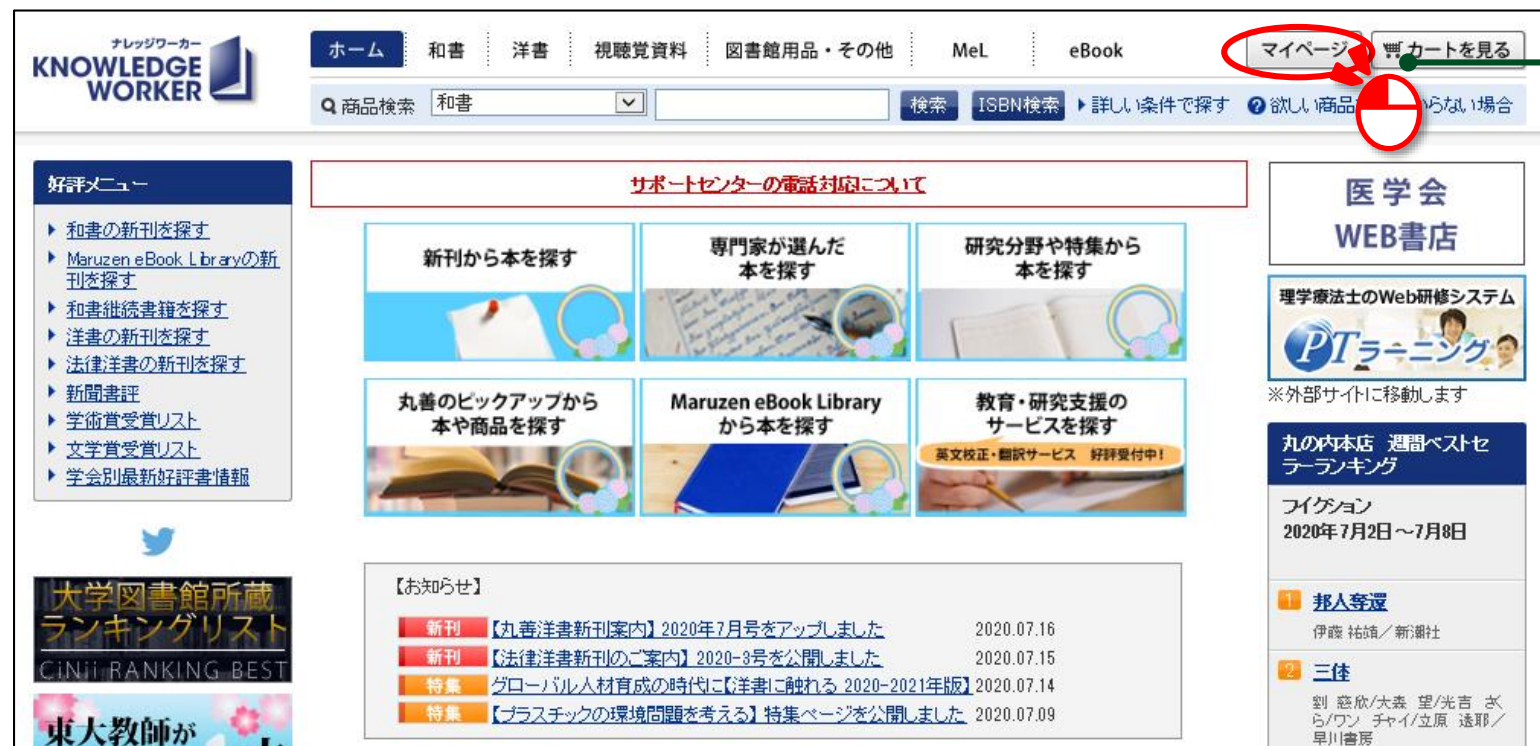 ナレッジワーカー
KNOWLEDGE
WORKER
ホーム
和書
洋書
視聴覚資料
図書館用品・その他
MeL
eBook
マイページ
カートを見る
商品検索
和書
検索
ISBN検索
詳しい条件で探す
欲しい商品
らない場合
好評メニュー
和書の新刊を探す
Maruzen eBook Libraryの新
刊を探す
和書継続書籍を探す
洋書の新刊を探す
法律洋書の新刊を探す
新聞書評
学術賞受賞リスト
文学賞受賞リスト
学会別最新好評書情報
大学図書館所蔵
ランキングリスト
CiNii RANKING BEST
東大教師が
サポートセンターの電話対応について
新刊から本を探す
専門家が選んだ
本を探す
研究分野や特集から
本を探す
丸善のピックアップから
本や商品を探す
Maruzen eBook Library
から本を探す
教育・研究支援の
サービスを探す
英文校正・翻訳サービス 好評受付中!
【お知らせ】
新刊 【丸善洋書新刊案内】 2020年7月号をアップしました 2020.07.16
新刊 【法律洋書新刊のご案内】 2020-3号を公開しました 2020.07.15
特集 グローバル人材育成の時代に【洋書に触れる 2020-2021年版】 2020.07.14
特集 【プラスチックの環境問題を考える】 特集ページを公開しました 2020.07.09
医学会
WEB書店
理学療法士のWeb研修システム
PTラーニング
※外部サイトに移動します
丸の内本店 週間ベストセ
ラーランキング
フィクション
2020年7月2日~7月8日
1 邦人奪還
伊藤 祐靖/新潮社
2 三体
劉 慈欣/大森 望/光吉 さく
ら/ワン チャイ/立原 透耶/
早川書房